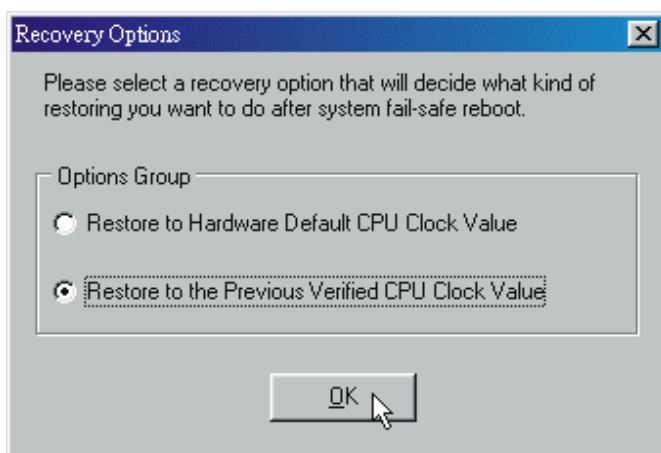 Recovery Options
Please select a recovery option that will decide what kind of
restoring you want to do after system fail-safe reboot.
Options Group
Restore to Hardware Default CPU Clock Value
Restore to the Previous Verified CPU Clock Value
OK